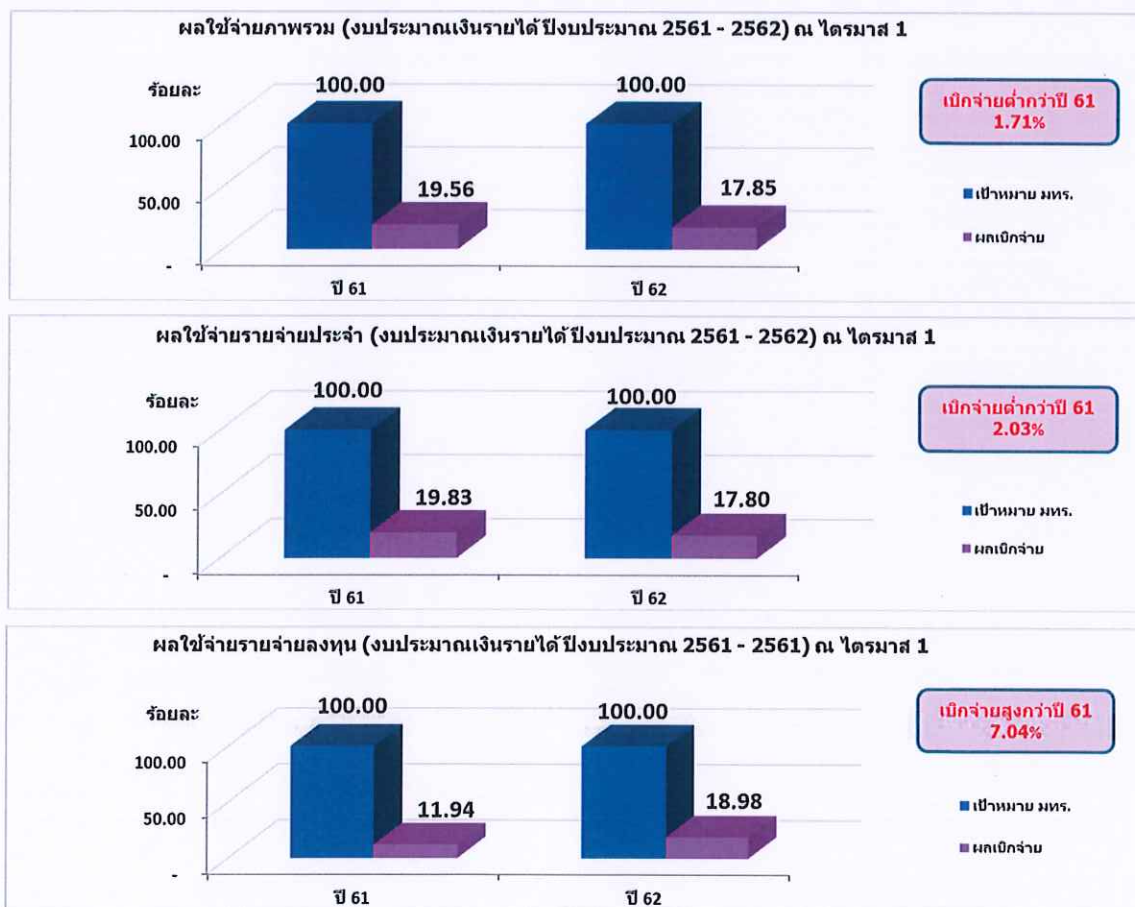 ผลใช้จ่ายภาพรวม (งบประมาณเงินรายได้ ปีงบประมาณ 2561 - 2562) ณ ไตรมาส 1
ร้อยละ
100.00
100.00
เบิกจ่ายต่ำกว่าปี 61
1.71%
100.00
50.00
-
19.56
17.85
เป้าหมาย มทร.
ผลเบิกจ่าย
ปี 61
ปี 62
ผลใช้จ่ายรายจ่ายประจำ (งบประมาณเงินรายได้ ปีงบประมาณ 2561 - 2562) ณ ไตรมาส 1
ร้อยละ
100.00
100.00
เบิกจ่ายต่ำกว่าปี 61
2.03%
100.00
50.00
-
19.83
17.80
เป้าหมาย มทร.
ผลเบิกจ่าย
ปี 61
ปี 62
ผลใช้จ่ายรายจ่ายลงทุน (งบประมาณเงินรายได้ ปีงบประมาณ 2561 - 2561) ณ ไตรมาส 1
ร้อยละ
100.00
100.00
เบิกจ่ายสูงกว่าปี 61
7.04%
100.00
50.00
-
11.94
18.98
เป้าหมาย มทร.
ผลเบิกจ่าย
ปี 61
ปี 62